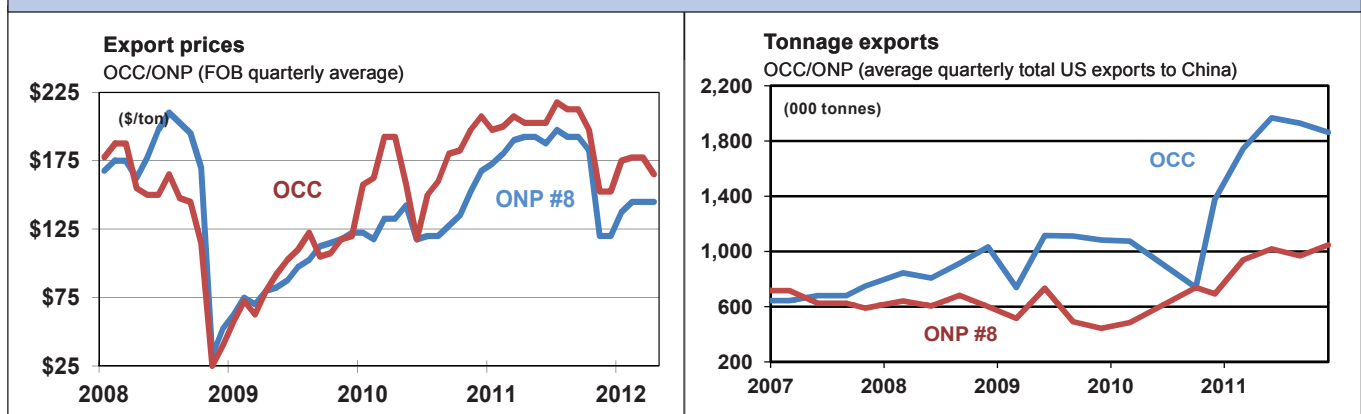 Export prices
OCC/ONP (FOB quarterly average)
$225
($/ton)
$175
OCC
ONP #8
$125
$75
$25
2008 2009 2010 2011 2012
Tonnage exports
OCC/ONP (average quarterly total US exports to China)
2,200
(000 tonnes)
1,800
OCC
1,400
1,000
600
ONP #8
200
2007 2008 2009 2010 2011